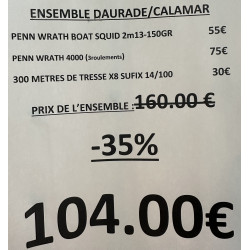 ENSEMBLE DAURADE/CALAMAR
PENN WRATH BOAT SQUID 2m13-150GR 55€
PENN WRATH 4000 (3roulements) 75€
300 METRES DE TRESSE X8 SUFIX 14/100 30€
PRIX DE L'ENSEMBLE : 160.00 €
-35%
104.00€